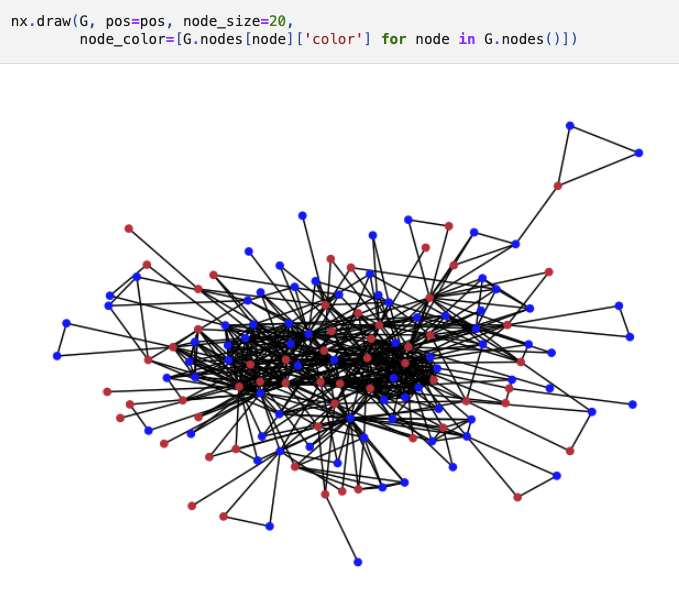 nx.draw(G, pos=pos, node_size=20,
node_color=[G.nodes[node]['color'] for node in G.nodes()])